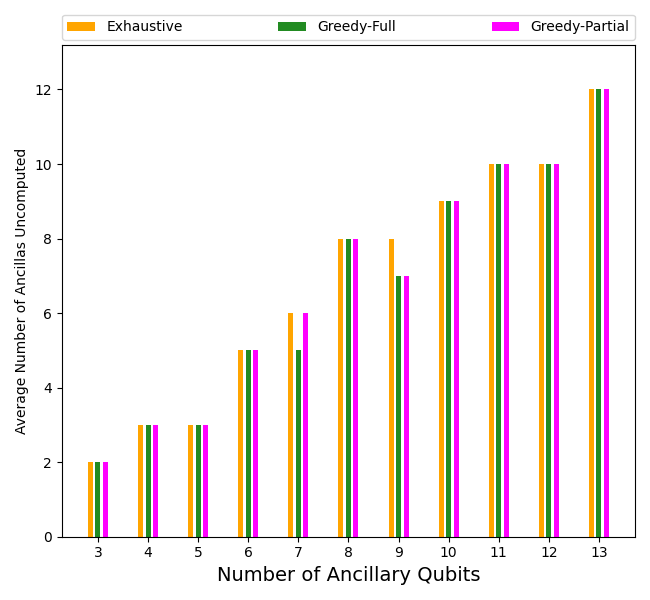 Exhaustive Greedy-Full Greedy-Partial
Average Number of Ancillas Uncomputed
12
10
8
6
4
2
0
3 4 5 6 7 8 9 10 11 12 13
Number of Ancillary Qubits